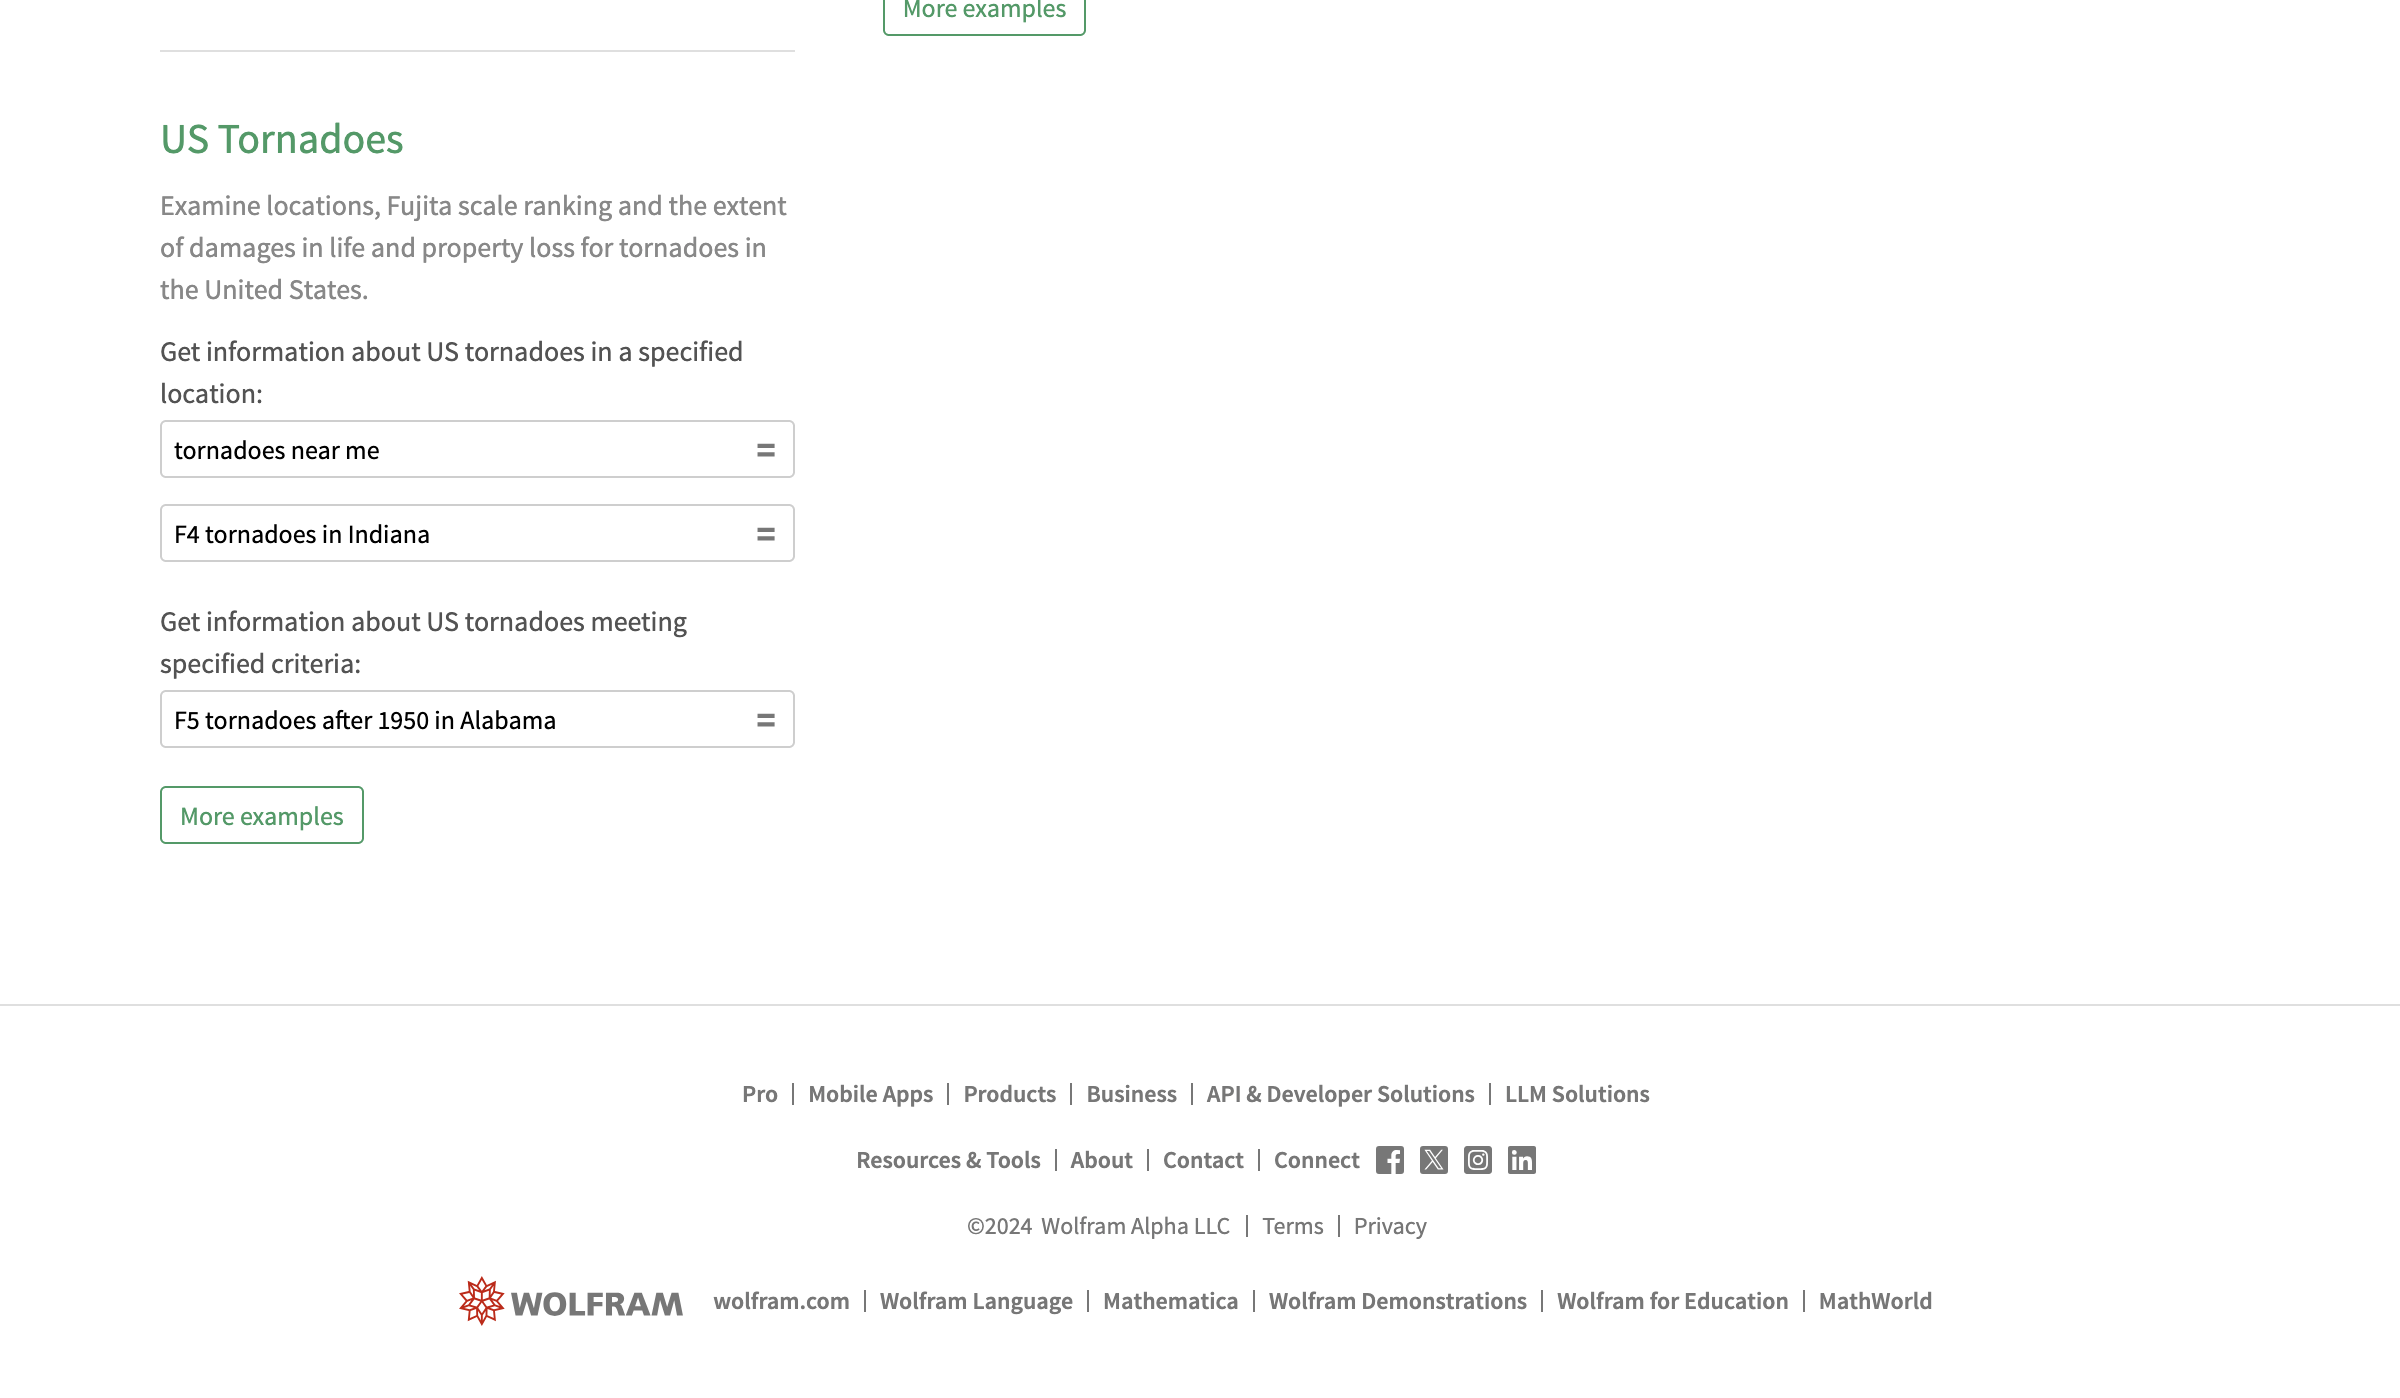 More examples
US Tornadoes
Examine locations, Fujita scale ranking and the extent
of damages in life and property loss for tornadoes in
the United States.
Get information about US tornadoes in a specified
location:
tornadoes near me =
F4 tornadoes in Indiana =
Get information about US tornadoes meeting
specified criteria:
F5 tornadoes after 1950 in Alabama =
More examples
Pro | Mobile Apps | Products | Business | API & Developer Solutions | LLM Solutions
Resources & Tools | About | Contact | Connect
©2024 Wolfram Alpha LLC | Terms | Privacy
WOLFRAM wolfram.com | Wolfram Language | Mathematica | Wolfram Demonstrations | Wolfram for Education | MathWorld